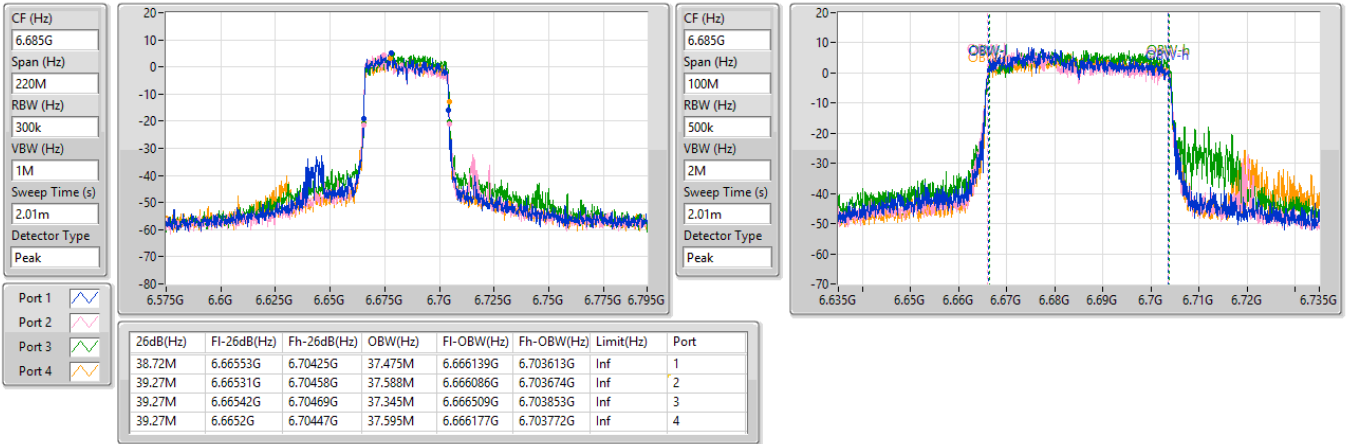 CF (Hz)
6.685G
Span (Hz)
220M
RBW (Hz)
300k
VBW (Hz)
1M
Sweep Time (s)
2.01m
Detector Type
Peak
20
10
0
-10
-20
-30
-40
-50
-60
-70
-80
6.575G 6.6G 6.625G 6.65G 6.675G 6.7G 6.725G 6.75G 6.775G 6.795G
CF (Hz)
6.685G
Span (Hz)
100M
RBW (Hz)
500k
VBW (Hz)
2M
Sweep Time (s)
2.01m
Detector Type
Peak
20
10
0
-10
-20
-30
-40
-50
-60
-70
OBW-l OBW-h
6.635G 6.65G 6.66G 6.67G 6.68G 6.69G 6.7G 6.71G 6.72G 6.735G
Port 1
Port 2
Port 3
Port 4
26dB(Hz) Fl-26dB(Hz) Fh-26dB(Hz) OBW(Hz) Fl-OBW(Hz) Fh-OBW(Hz) Limit(Hz) Port
38.72M 6.66553G 6.70425G 37.475M 6.666139G 6.703613G Inf 1
39.27M 6.66531G 6.70458G 37.588M 6.666086G 6.703674G Inf 2
39.27M 6.66542G 6.70469G 37.345M 6.666509G 6.703853G Inf 3
39.27M 6.6652G 6.70447G 37.595M 6.666177G 6.703772G Inf 4